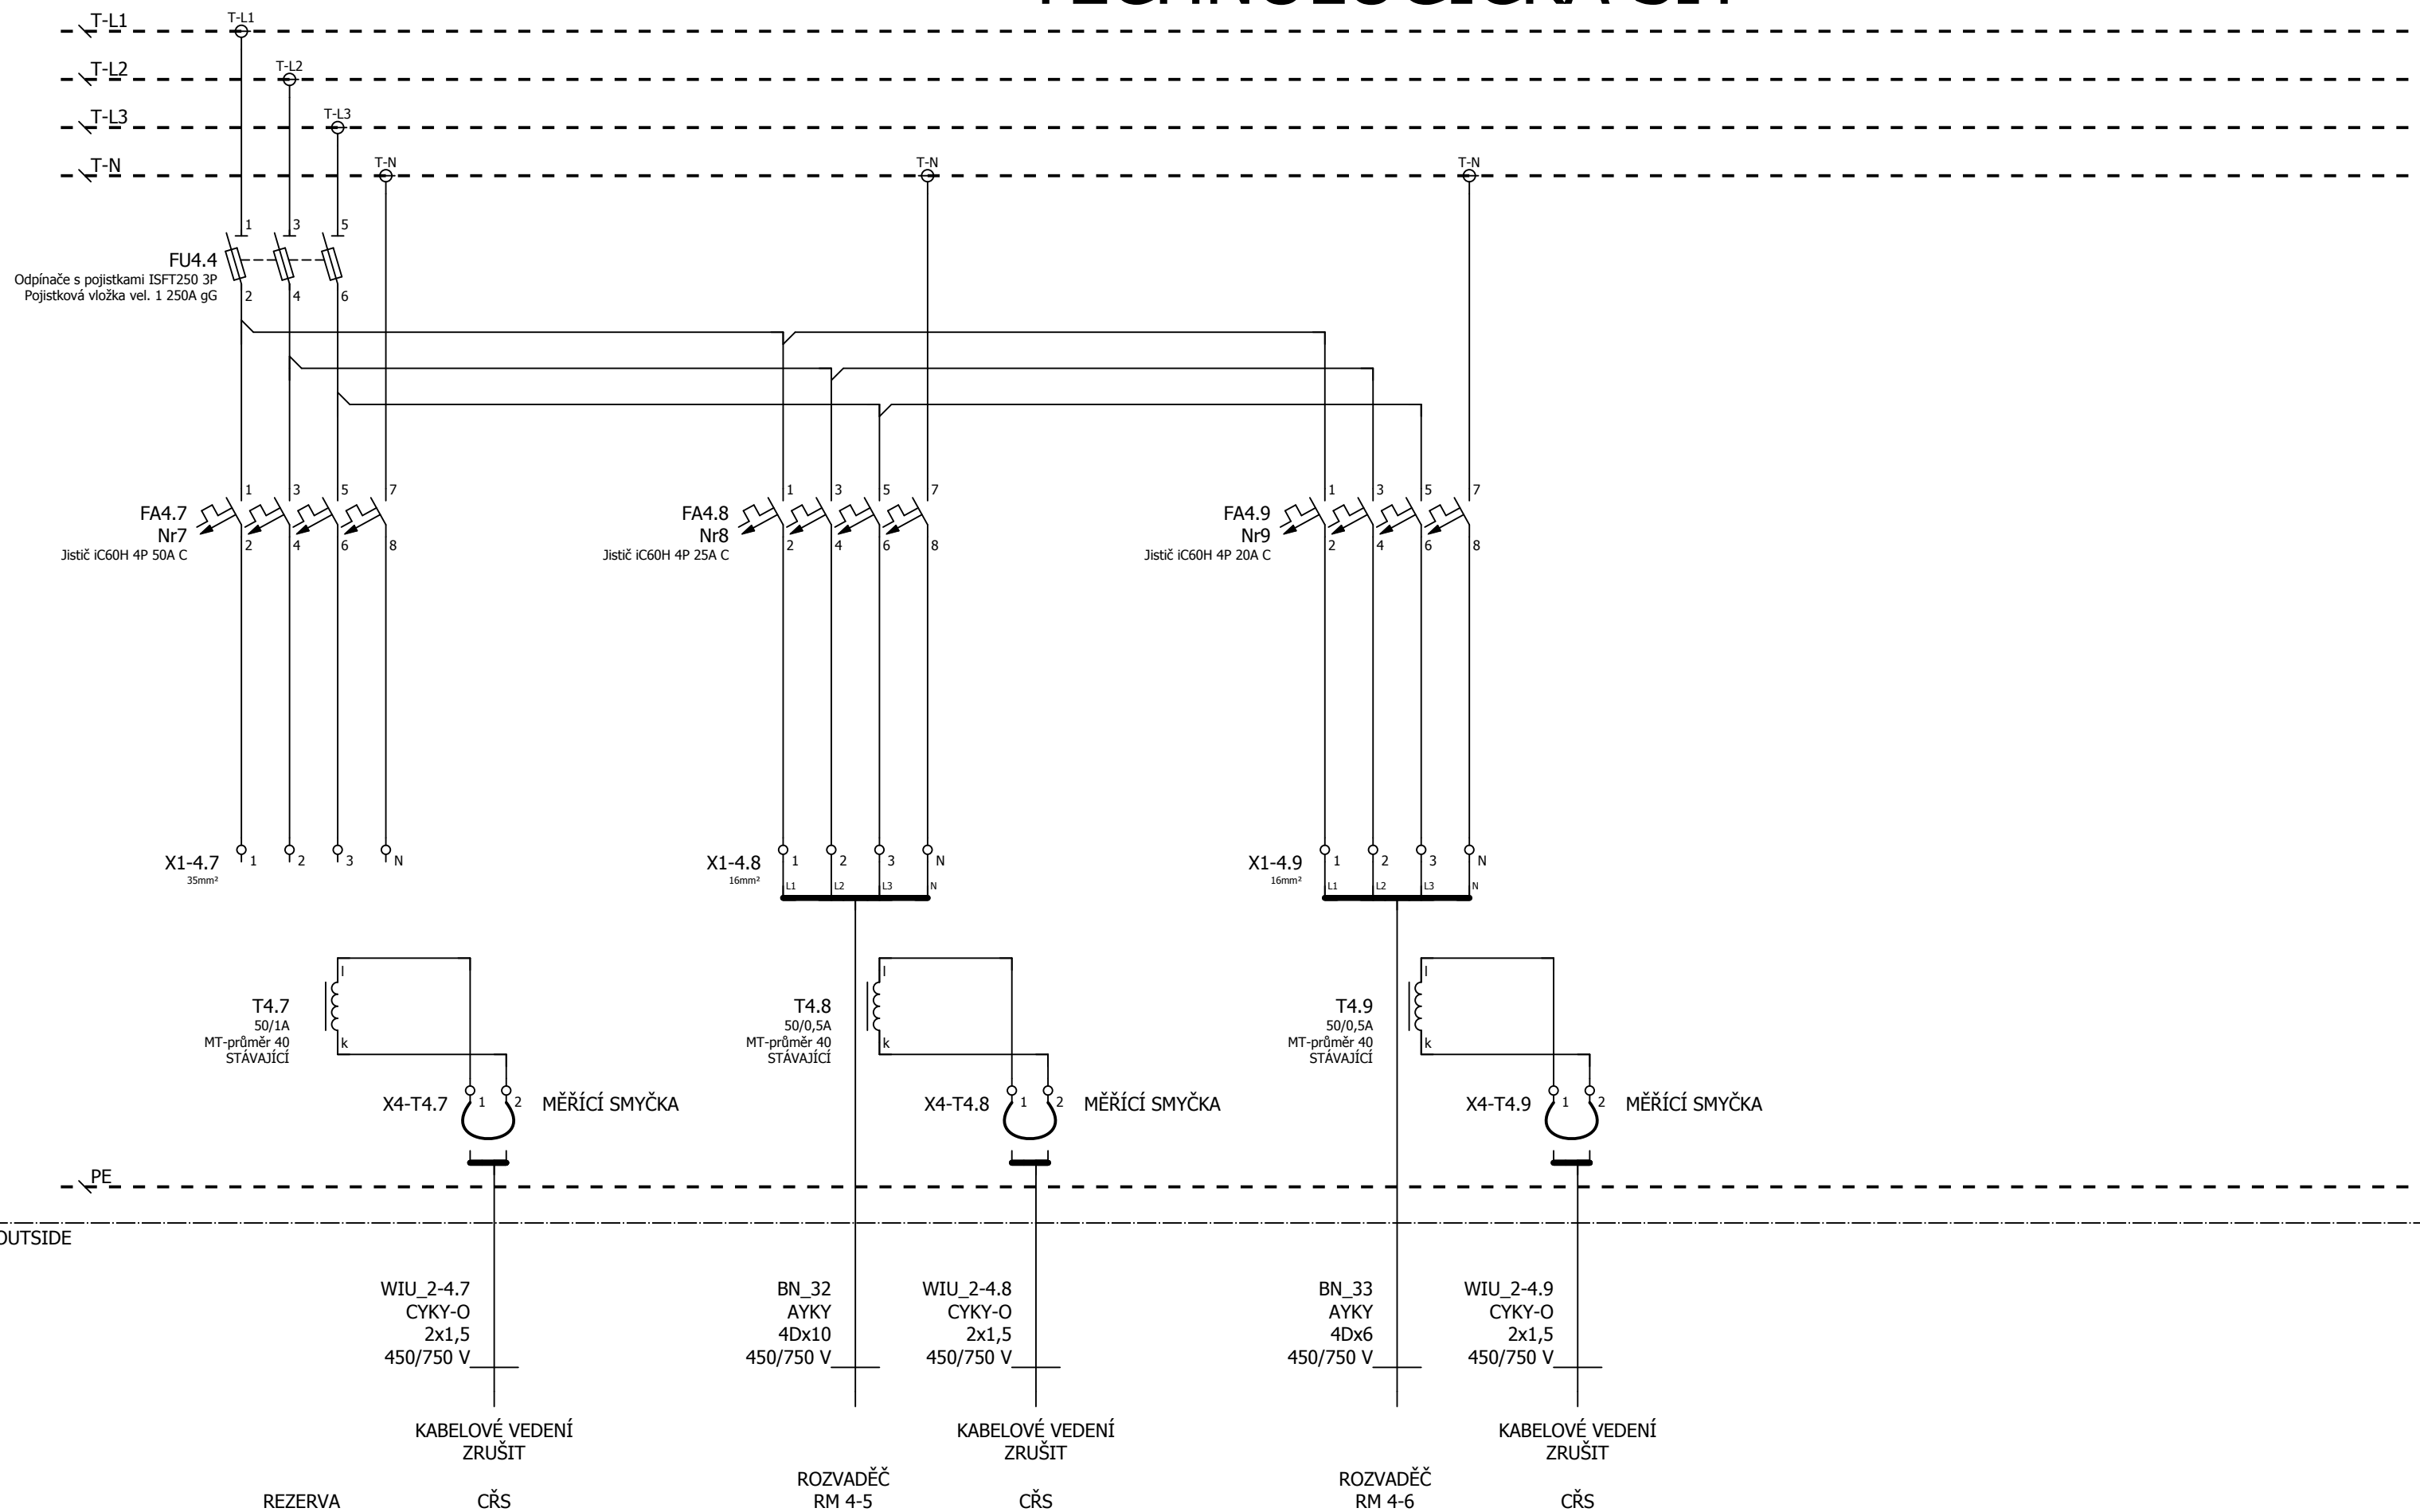 T-L1
T-L1
T-L2
T-L2
T-L3
T-L3
T-N
T-N
T-N
T-N
1 3 5
FU4.4
Odpínače s pojistkami ISFT250 3P
Pojistková vložka vel. 1 250A gG
2 4 6
1 3 5 7
FA4.7
Nr7
Jistič iC60H 4P 50A C
2 4 6 8
1 3 5 7
FA4.8
Nr8
Jistič iC60H 4P 25A C
2 4 6 8
1 3 5 7
FA4.9
Nr9
Jistič iC60H 4P 20A C
2 4 6 8
X1-4.7 1 2 3 N
35mm²
X1-4.8 1 2 3 N
16mm²
L1 L2 L3 N
X1-4.9 1 2 3 N
16mm²
L1 L2 L3 N
l
T4.7
50/1A
MT-průměr 40
k
STÁVAJÍCÍ
X4-T4.7 1 2 MĚŘÍCÍ SMYČKA
l
T4.8
50/0,5A
MT-průměr 40
k
STÁVAJÍCÍ
X4-T4.8 1 2 MĚŘÍCÍ SMYČKA
l
T4.9
50/0,5A
MT-průměr 40
k
STÁVAJÍCÍ
X4-T4.9 1 2 MĚŘÍCÍ SMYČKA
PE
OUTSIDE
WIU_2-4.7
CYKY-O
2x1,5
450/750 V
BN_32
AYKY
4Dx10
450/750 V
WIU_2-4.8
CYKY-O
2x1,5
450/750 V
BN_33
AYKY
4Dx6
450/750 V
WIU_2-4.9
CYKY-O
2x1,5
450/750 V
KABELOVÉ VEDENÍ
ZRUŠIT
KABELOVÉ VEDENÍ
ZRUŠIT
KABELOVÉ VEDENÍ
ZRUŠIT
REZERVA
CŘS
ROZVADĚČ
RM 4-5
CŘS
ROZVADĚČ
RM 4-6
CŘS